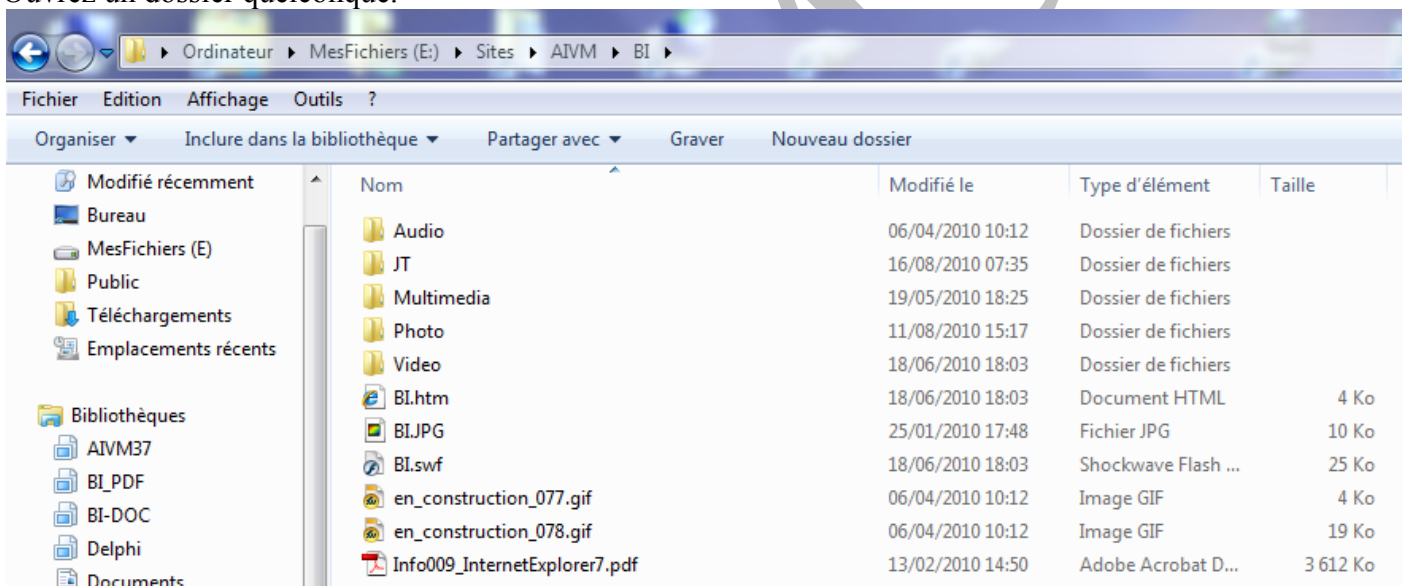 Ouvrez un dossier quelconque.
Ordinateur MesFichiers (E:) Sites AIVM BI
Fichier Edition Affichage Outils ?
Organiser Inclure dans la bibliothèque Partager avec Graver Nouveau dossier
Modifié récemment
Bureau
MesFichiers (E)
Public
Téléchargements
Emplacements récents
Bibliothèques
AIVM37
BI_PDF
BI-DOC
Delphi
Documents
Nom Modifié le Type d'élément Taille
Audio 06/04/2010 10:12 Dossier de fichiers
JT 16/08/2010 07:35 Dossier de fichiers
Multimedia 19/05/2010 18:25 Dossier de fichiers
Photo 11/08/2010 15:17 Dossier de fichiers
Video 18/06/2010 18:03 Dossier de fichiers
BI.htm 18/06/2010 18:03 Document HTML 4 Ko
BI.JPG 25/01/2010 17:48 Fichier JPG 10 Ko
BI.swf 18/06/2010 18:03 Shockwave Flash ... 25 Ko
en_construction_077.gif 06/04/2010 10:12 Image GIF 4 Ko
en_construction_078.gif 06/04/2010 10:12 Image GIF 19 Ko
Info009_InternetExplorer7.pdf 13/02/2010 14:50 Adobe Acrobat D... 3 612 Ko